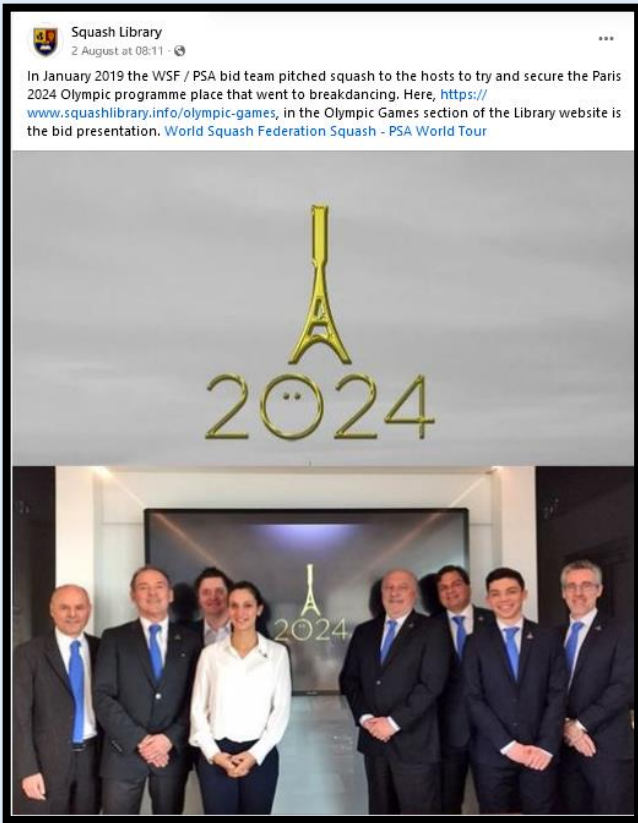 Squash Library
2 August at 08:11 ·
In January 2019 the WSF / PSA bid team pitched squash to the hosts to try and secure the Paris
2024 Olympic programme place that went to breakdancing. Here, https://
www.squashlibrary.info/olympic-games, in the Olympic Games section of the Library website is
the bid presentation. World Squash Federation Squash - PSA World Tour
2024
2024